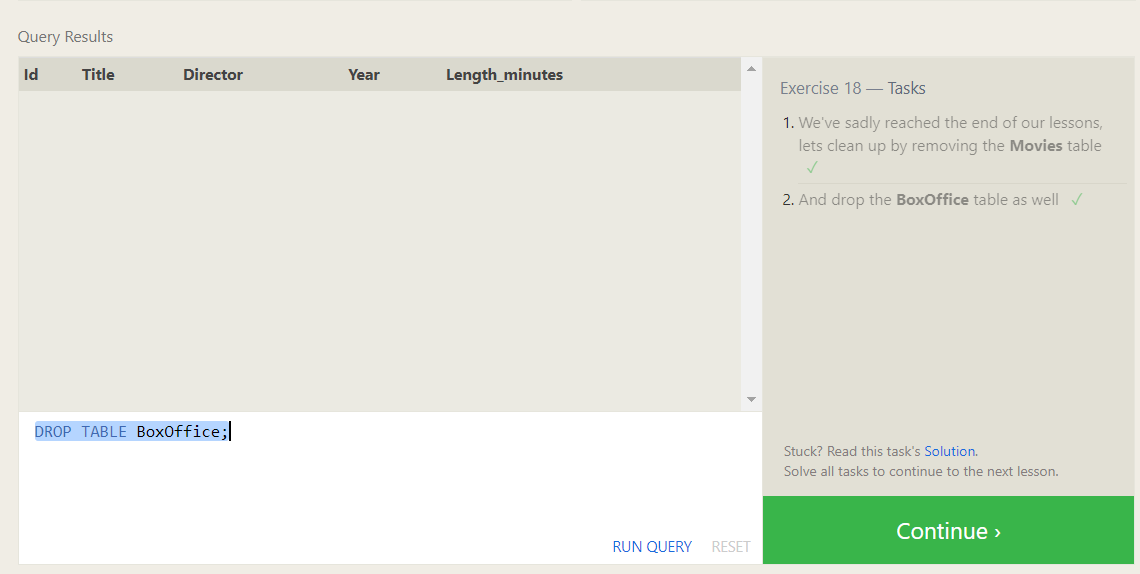 Query Results
Id Title Director Year Length_minutes
DROP TABLE BoxOffice;
RUN QUERY RESET
Exercise 18 — Tasks
1. We've sadly reached the end of our lessons,
lets clean up by removing the Movies table
✓
2. And drop the BoxOffice table as well ✓
Stuck? Read this task's Solution.
Solve all tasks to continue to the next lesson.
Continue ›